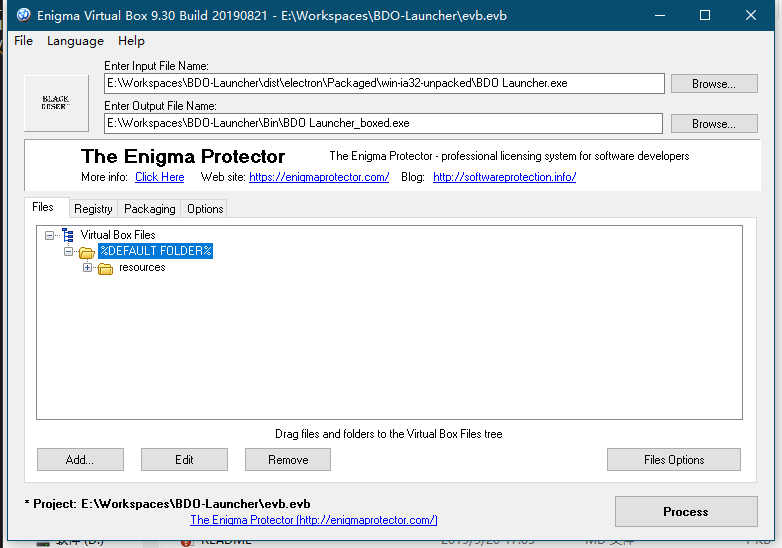 Enigma Virtual Box 9.30 Build 20190821 - E:\Workspaces\BDO-Launcher\evb.evb
File Language Help
Enter Input File Name:
BLACK
E:\Workspaces\BDO-Launcher\dist\electron\Packaged\win-ia32-unpacked\BDO Launcher.exe
Browse...
Enter Output File Name:
E:\Workspaces\BDO-Launcher\Bin\BDO Launcher_boxed.exe
Browse...
The Enigma Protector
The Enigma Protector - professional licensing system for software developers
More info: Click Here Web site: https://enigmaprotector.com/ Blog: http://softwareprotection.info/
Files Registry Packaging Options
Virtual Box Files
%DEFAULT FOLDER%
resources
Drag files and folders to the Virtual Box Files tree
Add... Edit Remove Files Options
* Project: E:\Workspaces\BDO-Launcher\evb.evb
The Enigma Protector (http://enigmaprotector.com/)
Process